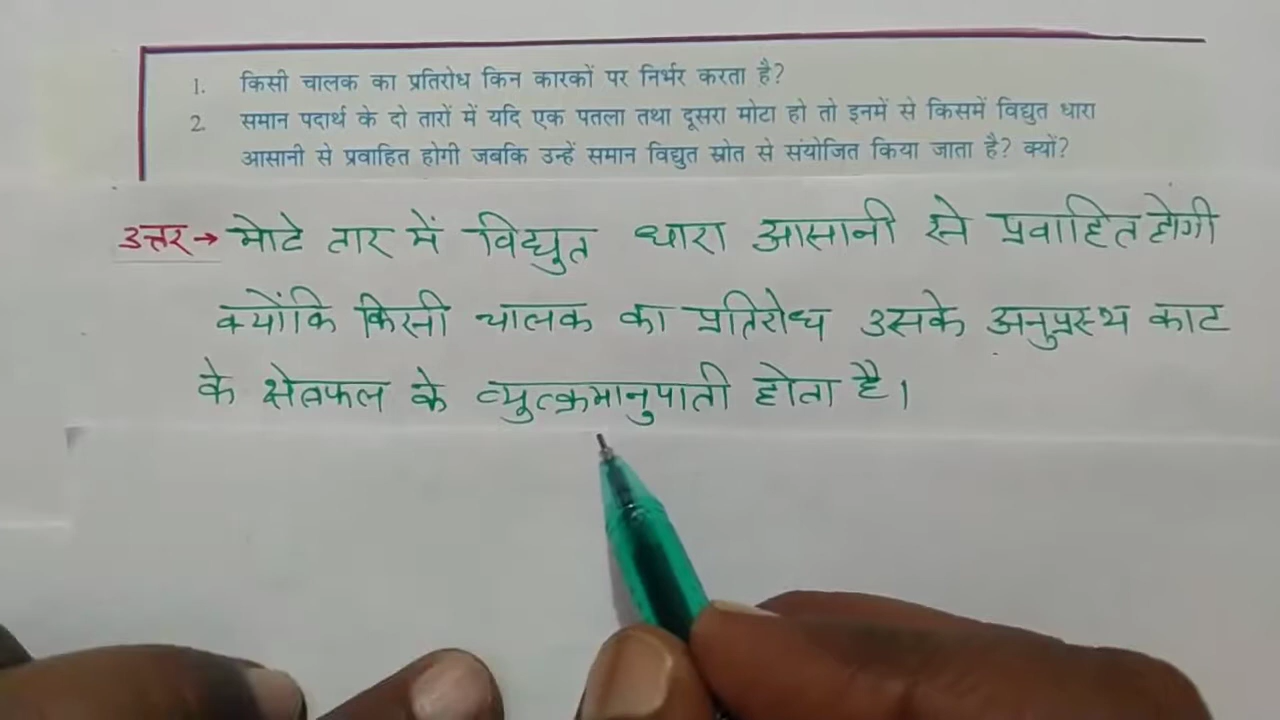 1. किसी चालक का प्रतिरोध किन कारकों पर निर्भर करता है?
2. समान पदार्थ के दो तारों में यदि एक पतला तथा दूसरा मोटा हो तो इनमें से किसमें विद्युत धारा
आसानी से प्रवाहित होगी जबकि उन्हें समान विद्युत स्रोत से संयोजित किया जाता है? क्यों?
उत्तर→ मोटे तार में विद्युत धारा आसानी से प्रवाहित होगी
क्योंकि किसी चालक का प्रतिरोध उसके अनुप्रस्थ काट
के क्षेत्रफल के व्युत्क्रमानुपाती होता है।